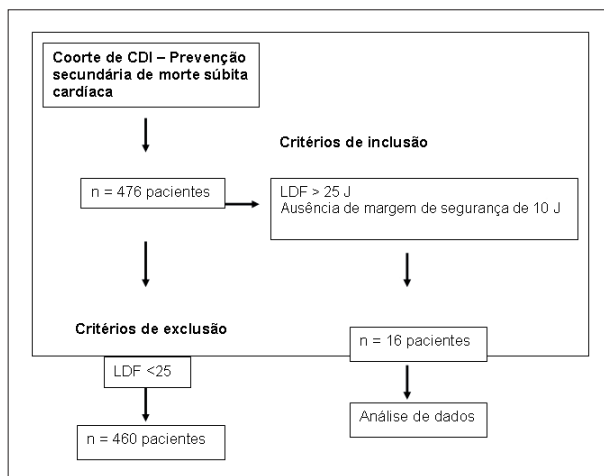 Coorte de CDI – Prevenção
secundária de morte súbita
cardíaca
Critérios de inclusão
n = 476 pacientes
LDF > 25 J
Ausência de margem de segurança de 10 J
Critérios de exclusão
n = 16 pacientes
LDF <25
Análise de dados
n = 460 pacientes